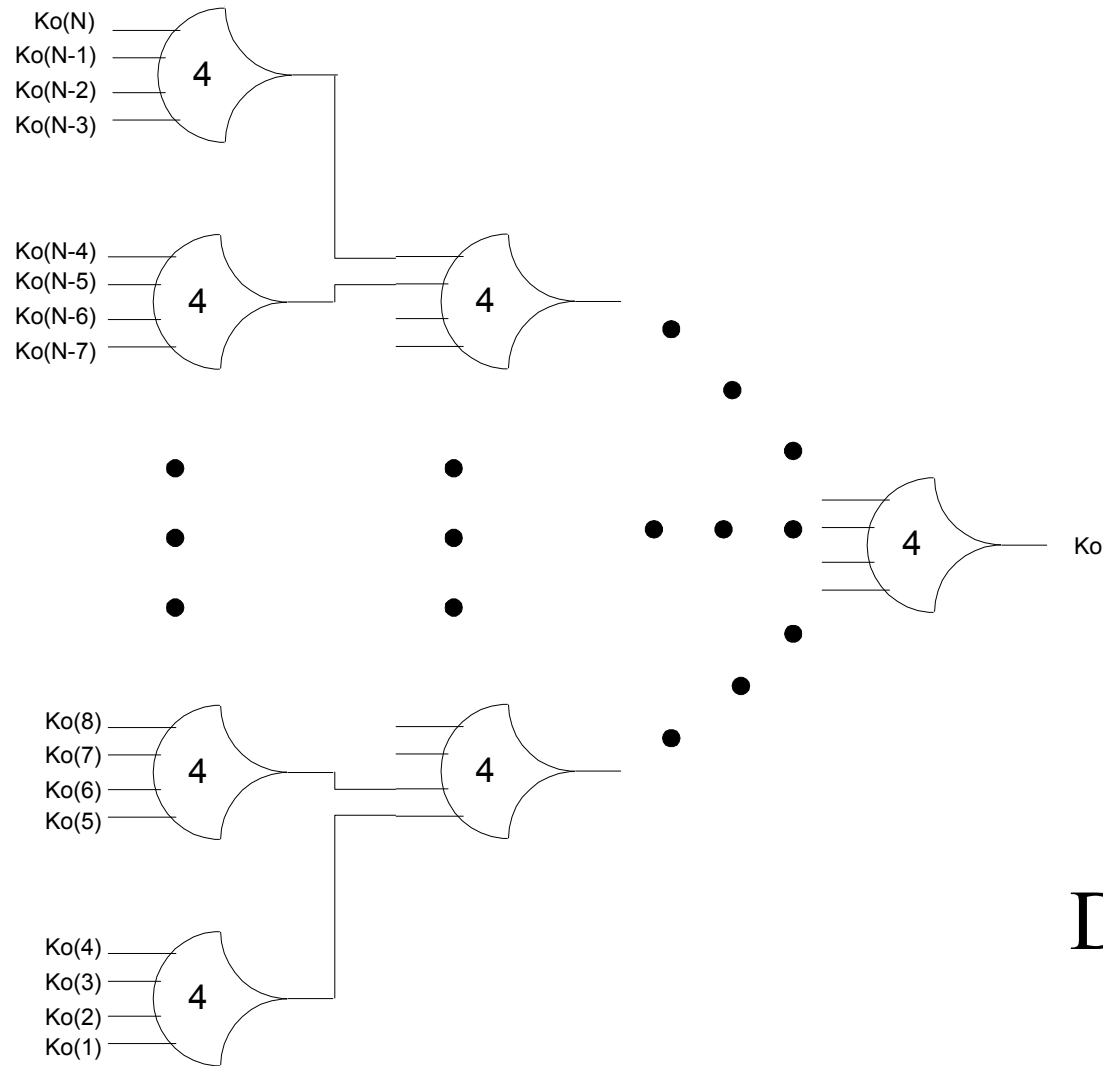 Ko(N)
Ko(N-1)
Ko(N-2)
Ko(N-3)
4
Ko(N-4)
Ko(N-5)
Ko(N-6)
Ko(N-7)
4
4
4
Ko
Ko(8)
Ko(7)
Ko(6)
Ko(5)
4
4
Ko(4)
Ko(3)
Ko(2)
Ko(1)
4